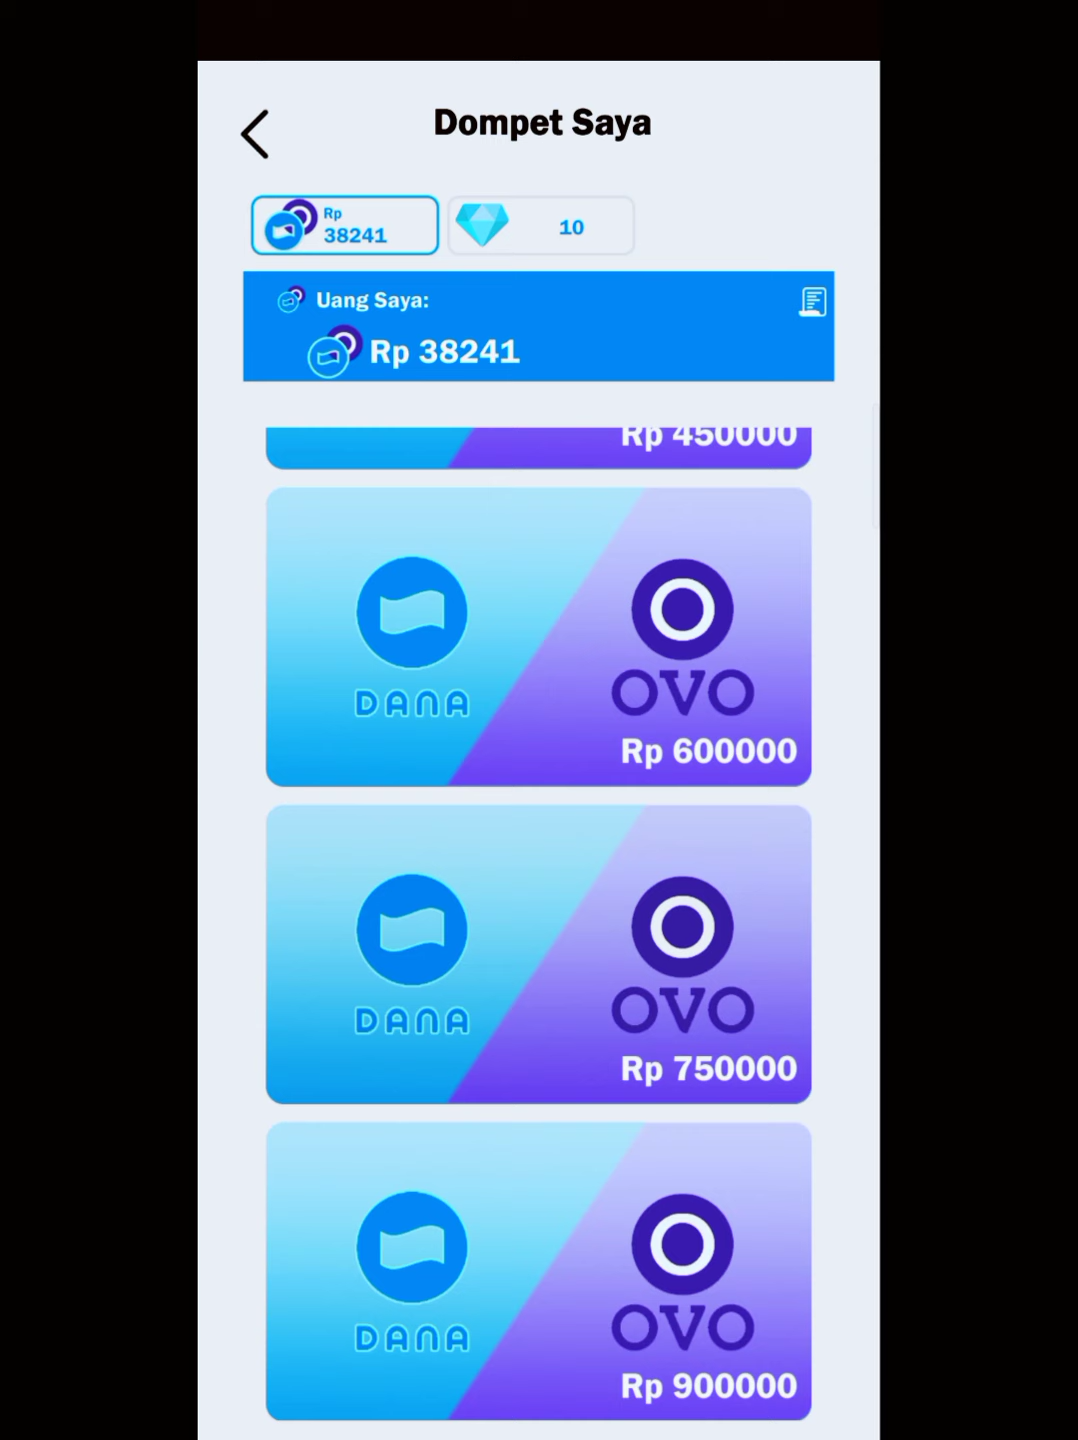 Dompet Saya
Rp
38241
10
Uang Saya:
Rp 38241
Rp 450000
DANA
OVO
Rp 600000
DANA
OVO
Rp 750000
DANA
OVO
Rp 900000